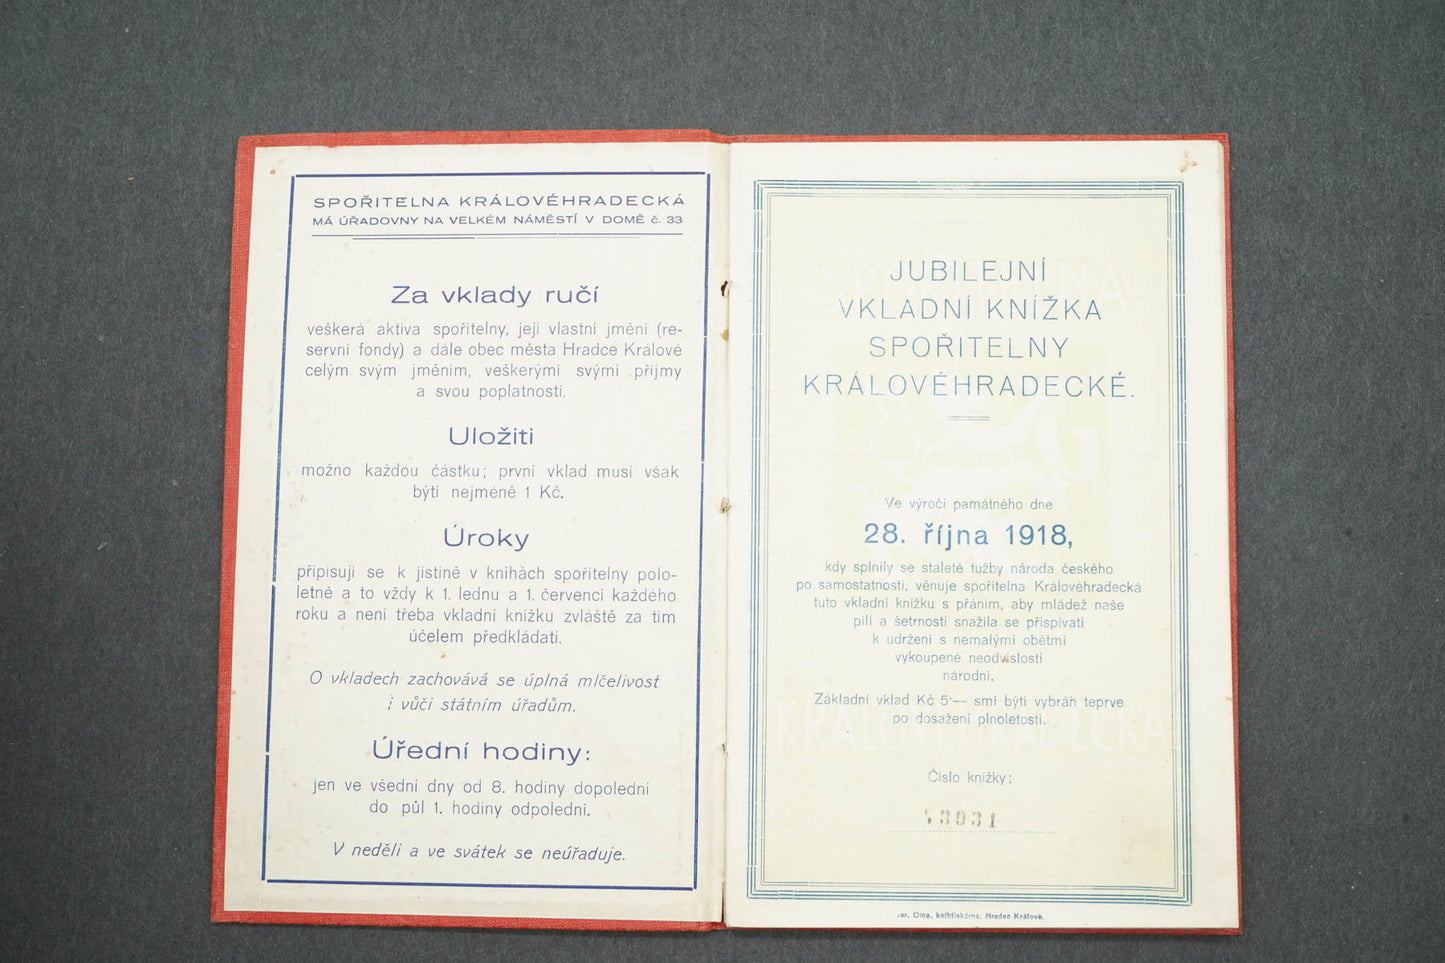 SPOŘITELNA KRÁLOVÉHRADECKÁ
MÁ ÚŘADOVNY NA VELKÉM NÁMĚSTÍ V DOMĚ č. 33
Za vklady ručí
veškerá aktiva spořitelny, její vlastní jmění (re-
servní fondy) a dále obec města Hradce Králové
celým svým jměním, veškerými svými příjmy
a svou poplatností.
Uložiti
možno každou částku; první vklad musí však
býti nejméně 1 Kč.
Úroky
připisují se k jistině v knihách spořitelny polo-
letně a to vždy k 1. lednu a 1. červenci každého
roku a není třeba vkladní knížku zvláště za tím
účelem předkládati.
O vkladech zachovává se úplná mlčelivost
i vůči státním úřadům.
Úřední hodiny:
jen ve všední dny od 8. hodiny dopolední
do půl 1. hodiny odpolední.
V neděli a ve svátek se neúřaduje.
JUBILEJNÍ
VKLADNÍ KNÍŽKA
SPOŘITELNY
KRÁLOVÉHRADECKÉ.
Ve výročí památného dne
28. října 1918,
kdy splnily se staleté tužby národa českého
po samostatnosti, věnuje spořitelna Královéhradecká
tuto vkladní knížku s přáním, aby mládež naše
pílí a šetrností snažila se přispívati
k udržení s nemalými obětmi
vykoupené neodvislosti
národní.
Základní vklad Kč 5·— smí býti vybrán teprve
po dosažení plnoletosti.
Číslo knížky:
SPOŘITELNA
KRÁLOVÉHRADECKÁ
knihtiskárna, Hradec Králové.